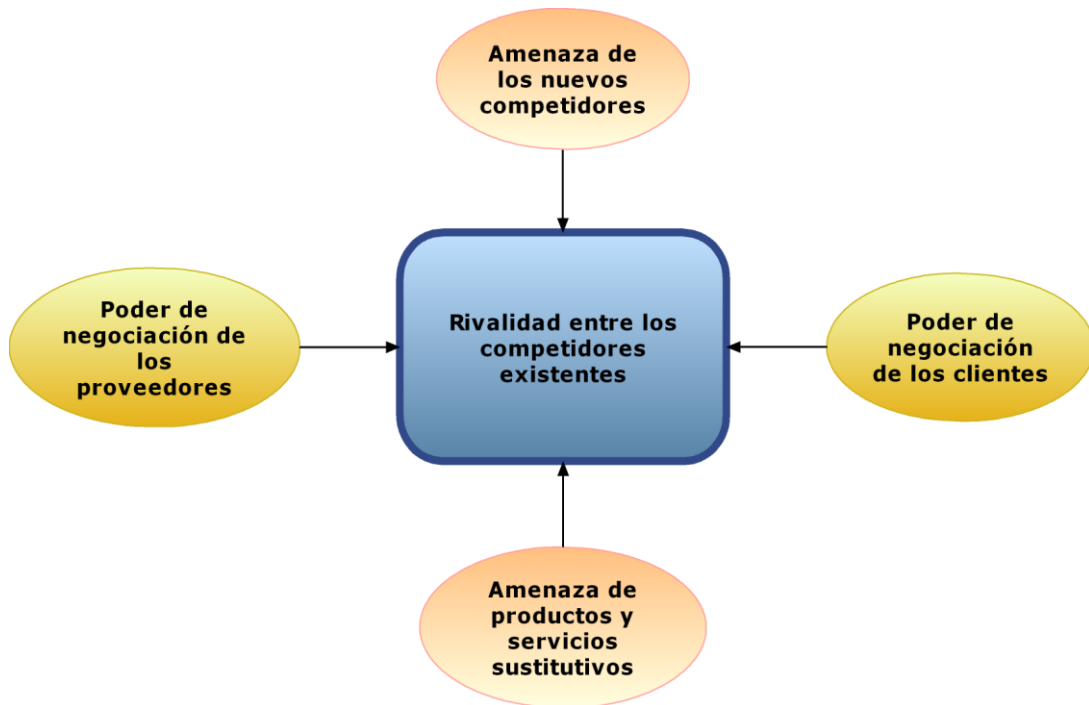 Amenaza de
los nuevos
competidores
Poder de
negociación de
los
proveedores
Rivalidad entre los
competidores
existentes
Poder de
negociación
de los clientes
Amenaza de
productos y
servicios
sustitutivos